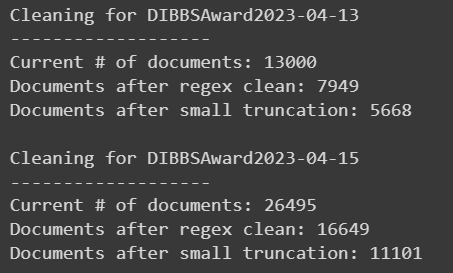 Cleaning for DIBBSAward2023-04-13
-------------------
Current # of documents: 13000
Documents after regex clean: 7949
Documents after small truncation: 5668

Cleaning for DIBBSAward2023-04-15
-------------------
Current # of documents: 26495
Documents after regex clean: 16649
Documents after small truncation: 11101